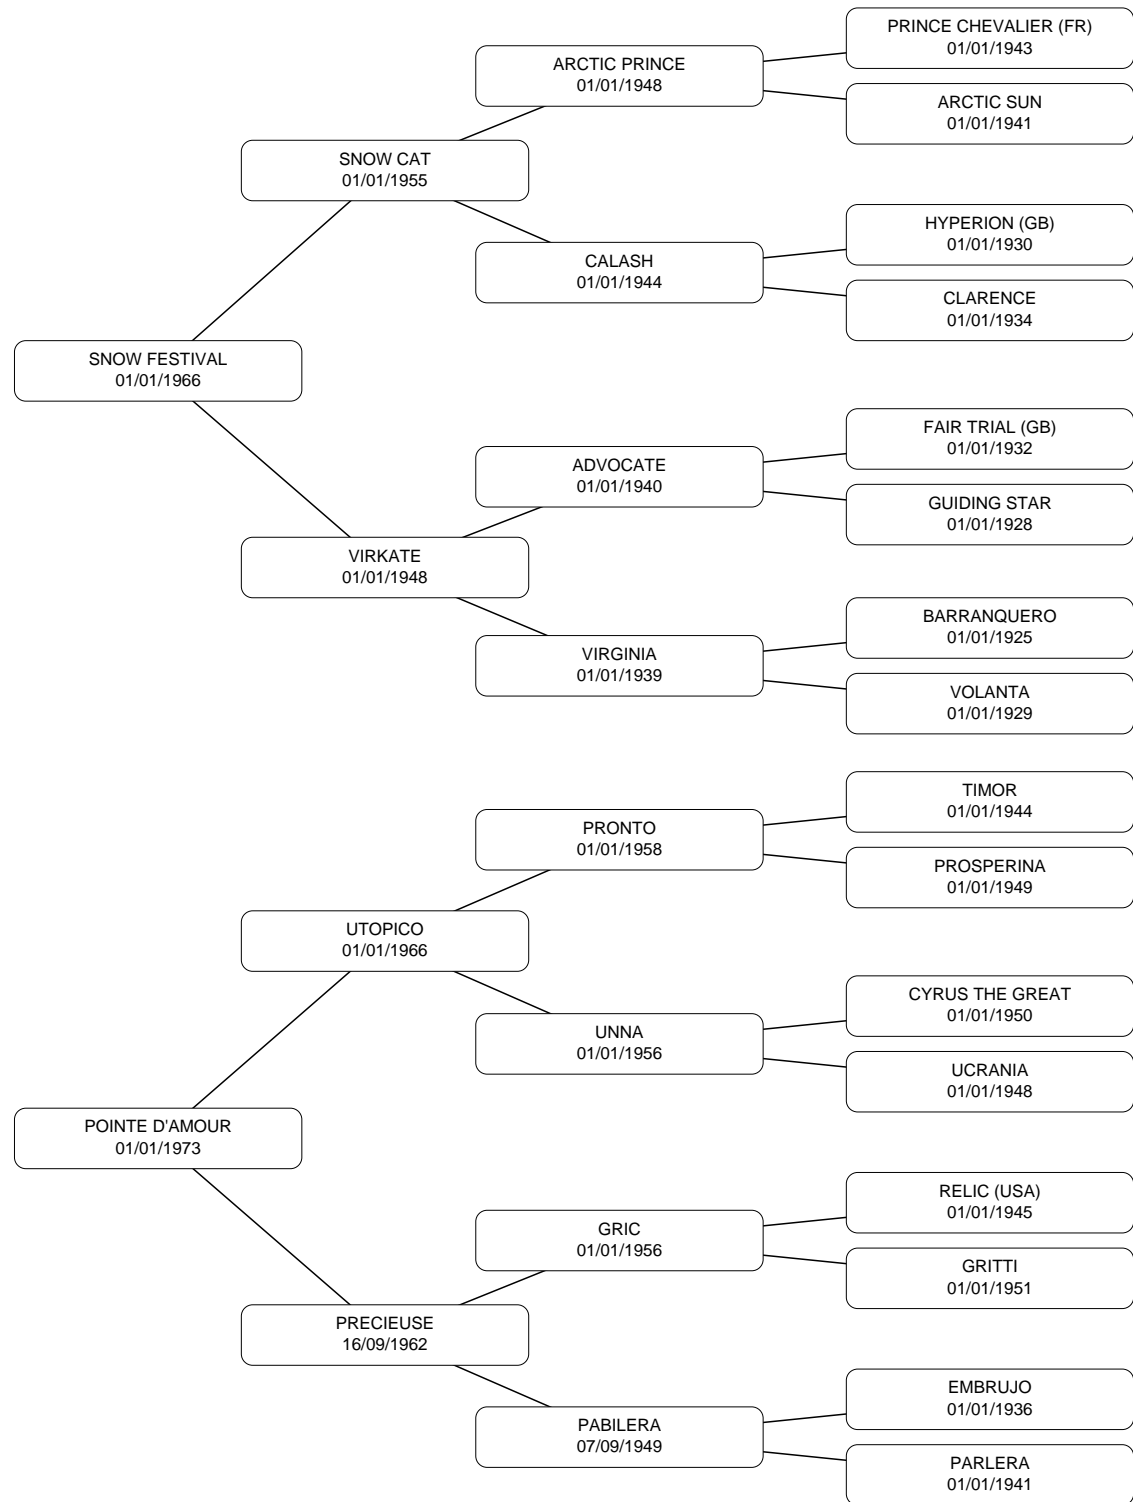 PRINCE CHEVALIER (FR)
01/01/1943
ARCTIC PRINCE
01/01/1948
ARCTIC SUN
01/01/1941
SNOW CAT
01/01/1955
HYPERION (GB)
01/01/1930
CALASH
01/01/1944
CLARENCE
01/01/1934
SNOW FESTIVAL
01/01/1966
FAIR TRIAL (GB)
01/01/1932
ADVOCATE
01/01/1940
GUIDING STAR
01/01/1928
VIRKATE
01/01/1948
BARRANQUERO
01/01/1925
VIRGINIA
01/01/1939
VOLANTA
01/01/1929
TIMOR
01/01/1944
PRONTO
01/01/1958
PROSPERINA
01/01/1949
UTOPICO
01/01/1966
CYRUS THE GREAT
01/01/1950
UNNA
01/01/1956
UCRANIA
01/01/1948
POINTE D'AMOUR
01/01/1973
RELIC (USA)
01/01/1945
GRIC
01/01/1956
GRITTI
01/01/1951
PRECIEUSE
16/09/1962
EMBRUJO
01/01/1936
PABILERA
07/09/1949
PARLERA
01/01/1941